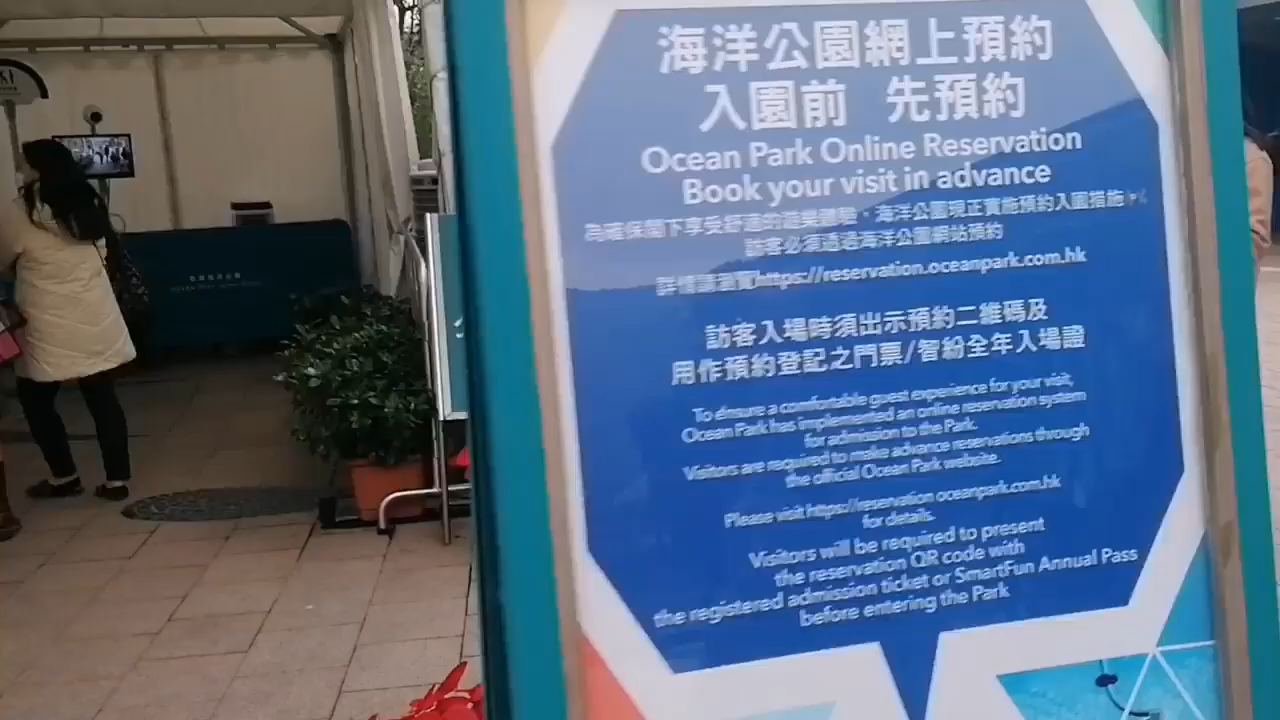 海洋公園網上預約
入園前 先預約
Ocean Park Online Reservation
Book your visit in advance
為確保閣下享受舒適的遊樂體驗，海洋公園現正實施預約入園措施，
訪客必須透過海洋公園網站預約
詳情請瀏覽https://reservation.oceanpark.com.hk
訪客入場時須出示預約二維碼及
用作預約登記之門票/智紛全年入場證
To ensure a comfortable guest experience for your visit,
Ocean Park has implemented an online reservation system
for admission to the Park.
Visitors are required to make advance reservations through
the official Ocean Park website.
Please visit https://reservation.oceanpark.com.hk
for details.
Visitors will be required to present
the reservation QR code with
the registered admission ticket or SmartFun Annual Pass
before entering the Park